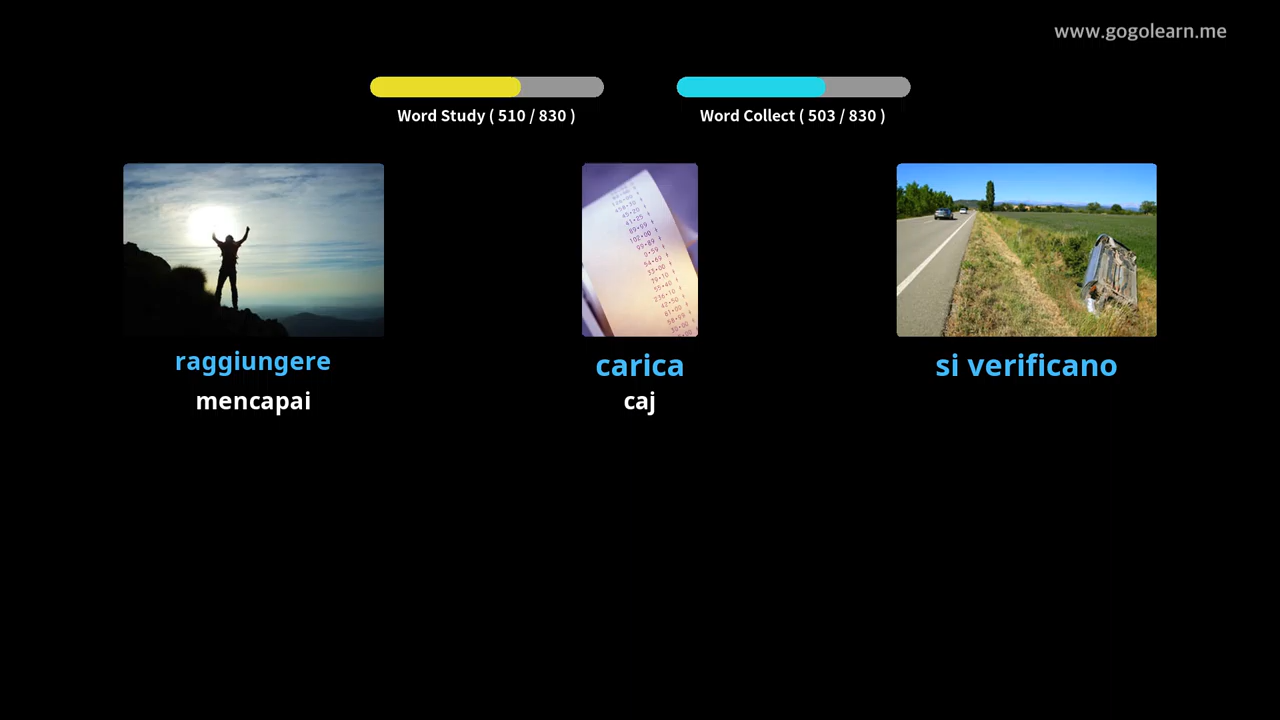 www.gogolearn.me
Word Study ( 510 / 830 )
Word Collect ( 503 / 830 )
raggiungere
mencapai
carica
caj
si verificano